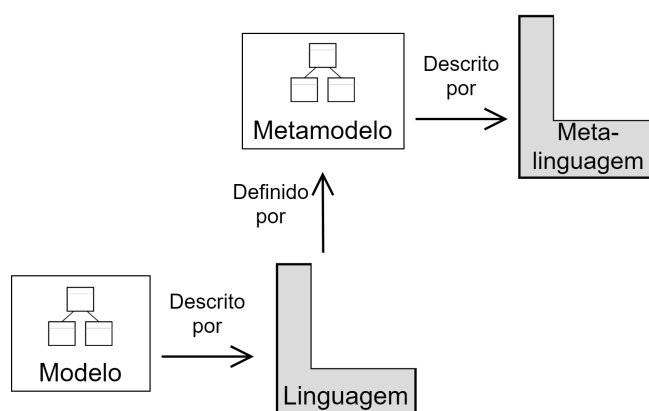 Metamodelo
Descrito
por
Meta-
linguagem
Definido
por
Modelo
Descrito
por
Linguagem